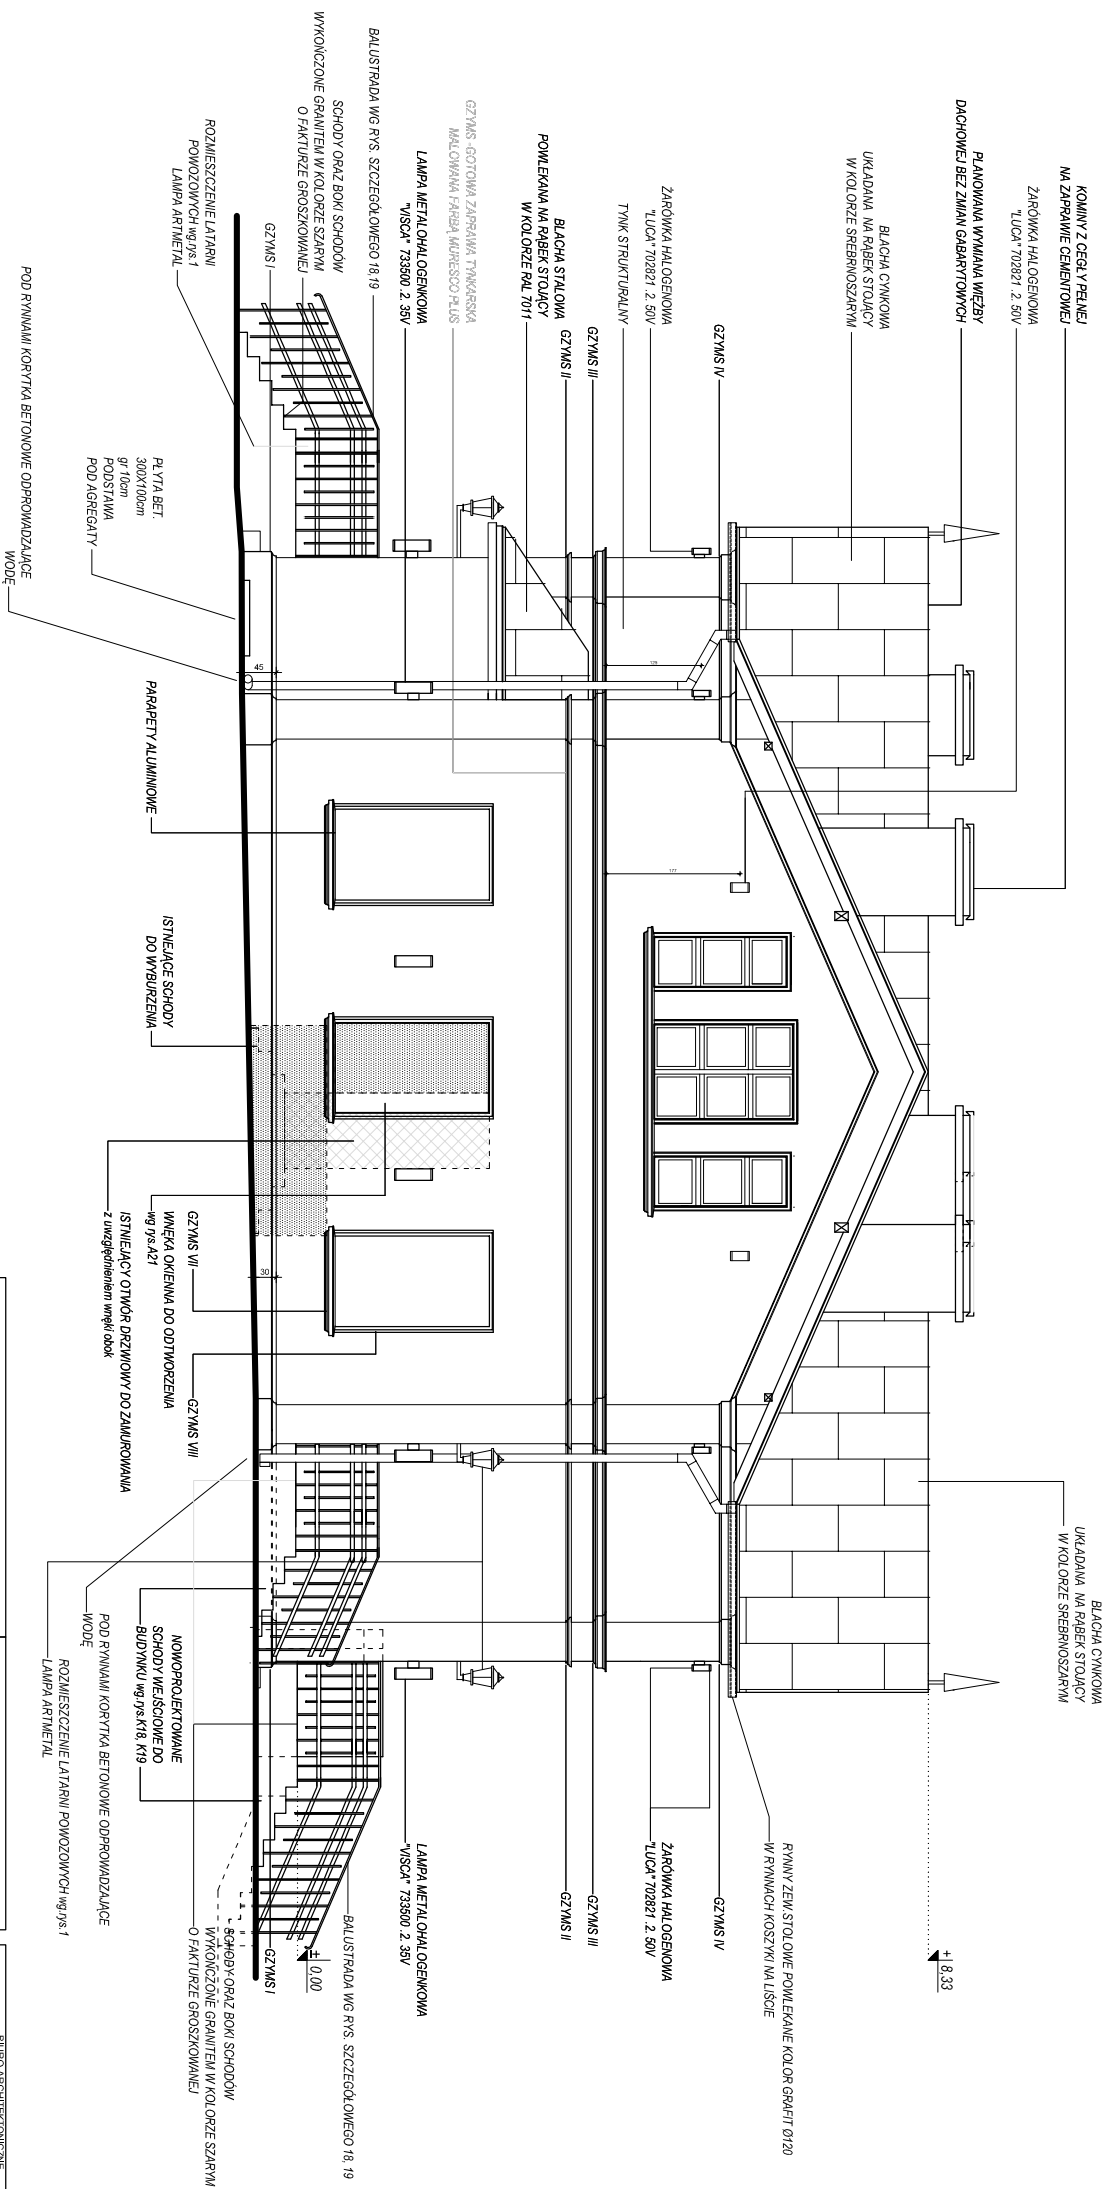 KOMINY Z CEGŁY PEŁNEJ
NA ZAPRAWIE CEMENTOWEJ
ŻARÓWKA HALOGENOWA
"LUCA" 702821 .2. 50V
PLANOWANA WYMIANA WIĘŹBY
DACHOWEJ BEZ ZMIAN GABARYTOWYCH
BLACHA CYNKOWA
UKŁADANA NA RĄBEK STOJĄCY
W KOLORZE SREBRNOSZARYM
GZYMS IV
ŻARÓWKA HALOGENOWA
"LUCA" 702821 .2. 50V
TYNK STRUKTURALNY
GZYMS III
GZYMS II
BLACHA STALOWA
POWLEKANA NA RĄBEK STOJĄCY
W KOLORZE RAL 7011
GZYMS -GOTOWA ZAPRAWA TYNKARSKA
MALOWANA FARBĄ MURESCO PLUS
LAMPA METALOHALOGENKOWA
"VISCA" 733500 .2. 35V
BALUSTRADA WG RYS. SZCZEGÓŁOWEGO 18, 19
SCHODY ORAZ BOKI SCHODÓW
WYKOŃCZONE GRANITEM W KOLORZE SZARYM
O FAKTURZE GROSZKOWANEJ
GZYMS I
ROZMIESZCZENIE LATARNI
POWOZOWYCH wg.rys.1
LAMPA ARTMETAL
PŁYTA BET.
300X100cm
gr 10cm
PODSTAWA
POD AGREGATY
POD RYNNAMI KORYTKA BETONOWE ODPROWADZAJĄCE
WODĘ
129
177
45
30
PARAPETY ALUMINIOWE
ISTNIEJĄCE SCHODY
DO WYBURZENIA
GZYMS VII
GZYMS VIII
WNĘKA OKIENNA DO ODTWORZENIA
wg rys.A21
ISTNIEJĄCY OTWÓR DRZWIOWY DO ZAMUROWANIA
z uwzględnieniem wnęki obok
BLACHA CYNKOWA
UKŁADANA NA RĄBEK STOJĄCY
W KOLORZE SREBRNOSZARYM
+ 8,33
RYNNY ZEW.STOLOWE POWLEKANE KOLOR GRAFIT Ø120
W RYNNACH KOSZYKI NA LIŚCIE
GZYMS IV
ŻARÓWKA HALOGENOWA
"LUCA" 702821 .2. 50V
GZYMS III
GZYMS II
LAMPA METALOHALOGENKOWA
"VISCA" 733500 .2. 35V
BALUSTRADA WG RYS. SZCZEGÓŁOWEGO 18, 19
± 0,00
GZYMS I
SCHODY ORAZ BOKI SCHODÓW
WYKOŃCZONE GRANITEM W KOLORZE SZARYM
O FAKTURZE GROSZKOWANEJ
NOWOPROJEKTOWANE
SCHODY WEJŚCIOWE DO
BUDYNKU wg.rys.K18, K19
POD RYNNAMI KORYTKA BETONOWE ODPROWADZAJĄCE
WODĘ
ROZMIESZCZENIE LATARNI POWOZOWYCH wg.rys.1
LAMPA ARTMETAL